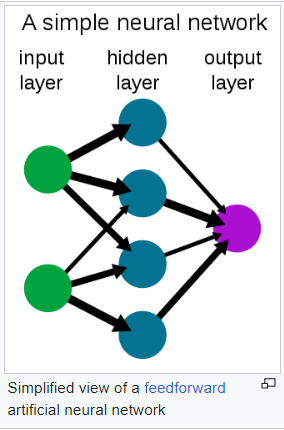 A simple neural network
input hidden output
layer layer layer
Simplified view of a feedforward
artificial neural network